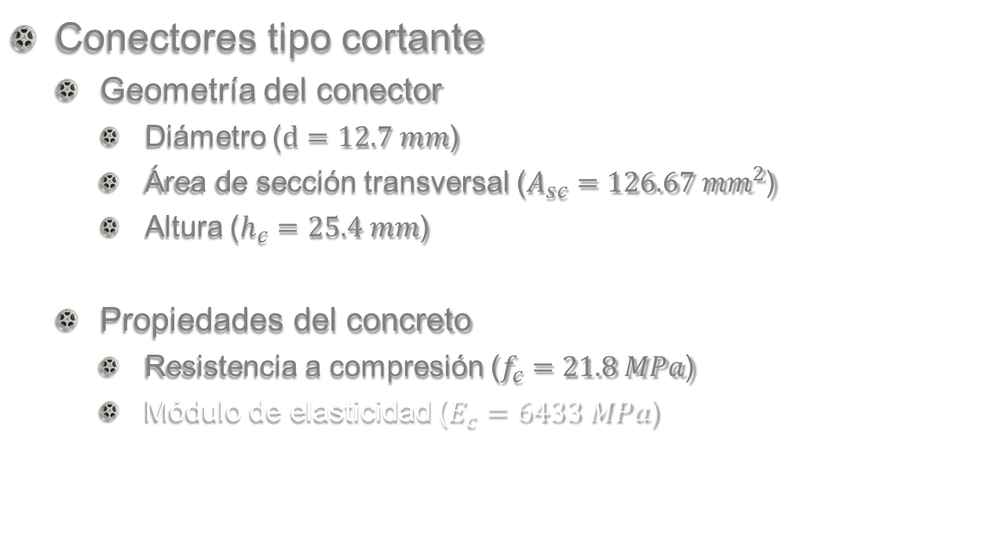 Conectores tipo cortante
Geometría del conector
Diámetro (d = 12.7 mm)
Área de sección transversal (A_sc = 126.67 mm²)
Altura (h_c = 25.4 mm)
Propiedades del concreto
Resistencia a compresión (f_c = 21.8 MPa)
Módulo de elasticidad (E_c = 6433 MPa)